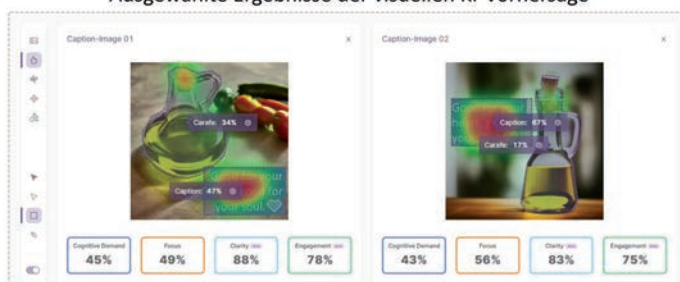 Ausgewählte Ergebnisse der visuellen KI-Vorhersage
Caption-Image 01
x
Carafe: 34%
your
Caption: 47%
for
your soul.
Cognitive Demand
45%
Focus
49%
Clarity
88%
Engagement
78%
Caption-Image 02
x
Caption: 67%
Carafe: 17%
Cognitive Demand
43%
Focus
56%
Clarity
83%
Engagement
75%